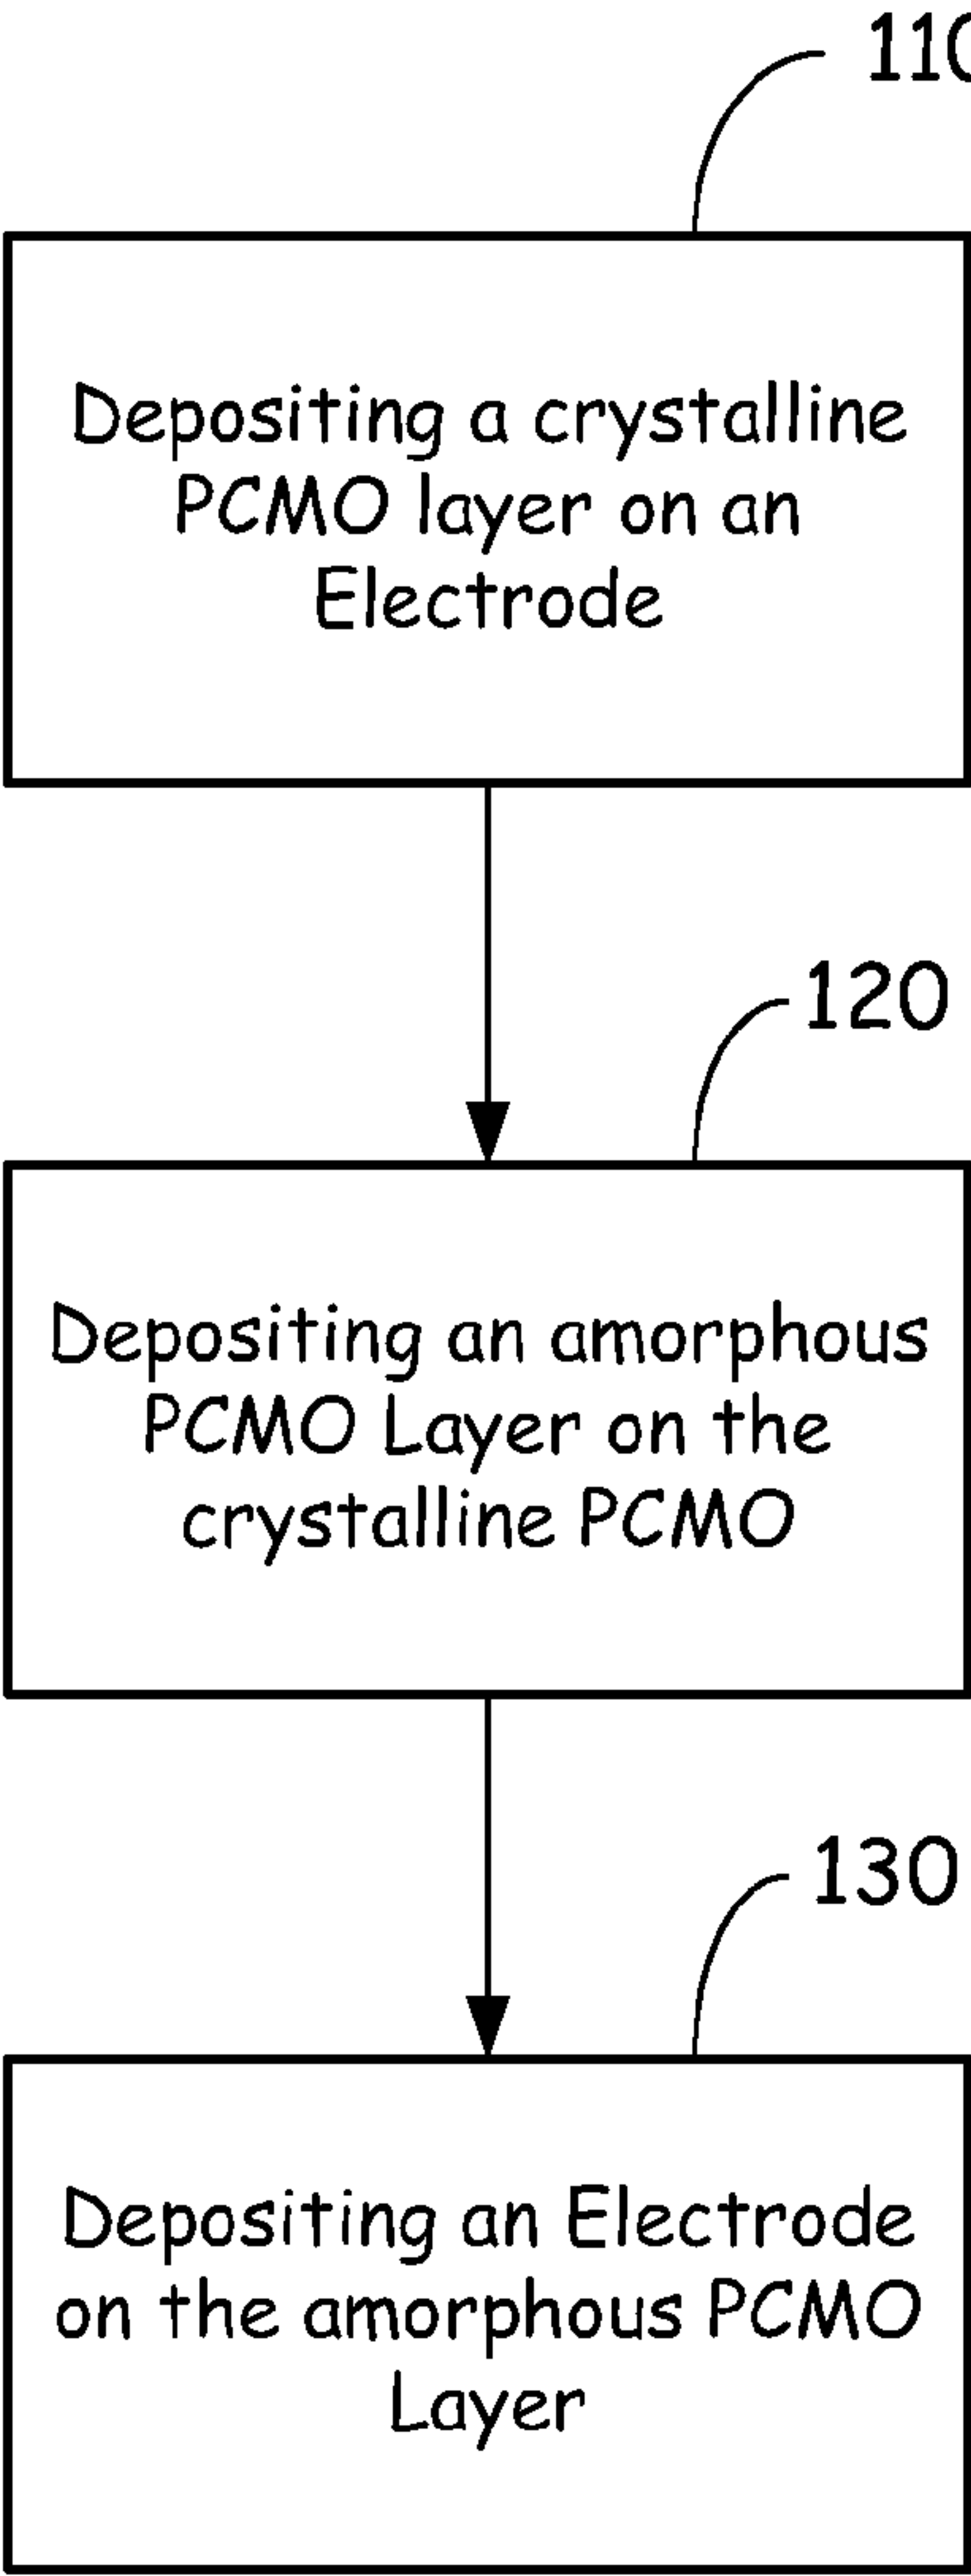 110
Depositing a crystalline
PCMO layer on an
Electrode
120
Depositing an amorphous
PCMO Layer on the
crystalline PCMO
130
Depositing an Electrode
on the amorphous PCMO
Layer